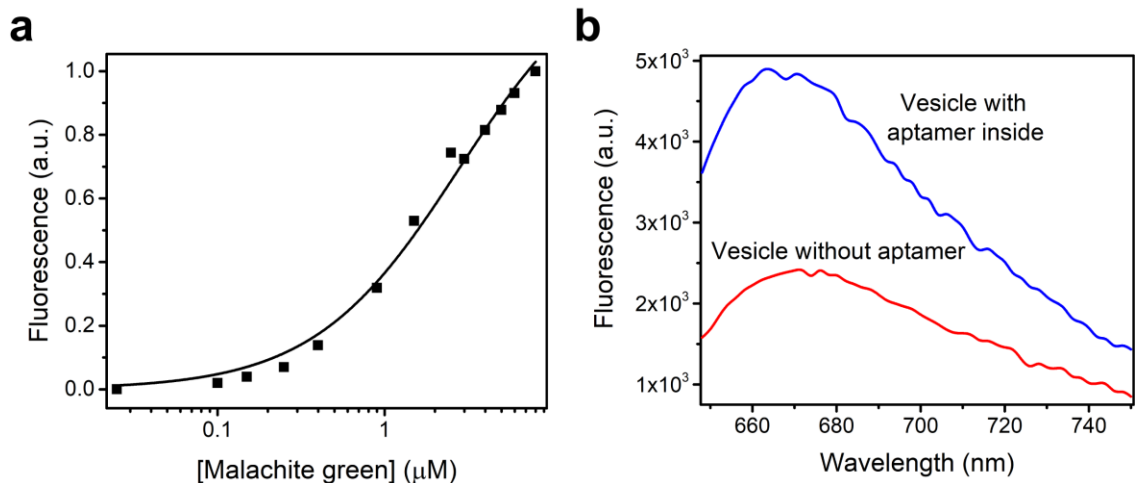 a
Fluorescence (a.u.)
1.0
0.8
0.6
0.4
0.2
0.0
0.1
1
[Malachite green] (μM)
b
Fluorescence (a.u.)
5x10³
4x10³
3x10³
2x10³
1x10³
Vesicle with
aptamer inside
Vesicle without aptamer
660
680
700
720
740
Wavelength (nm)